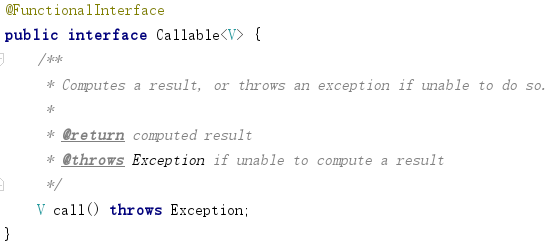 @FunctionalInterface
public interface Callable<V> {
/**
* Computes a result, or throws an exception if unable to do so.
*
* @return computed result
* @throws Exception if unable to compute a result
*/
V call() throws Exception;
}